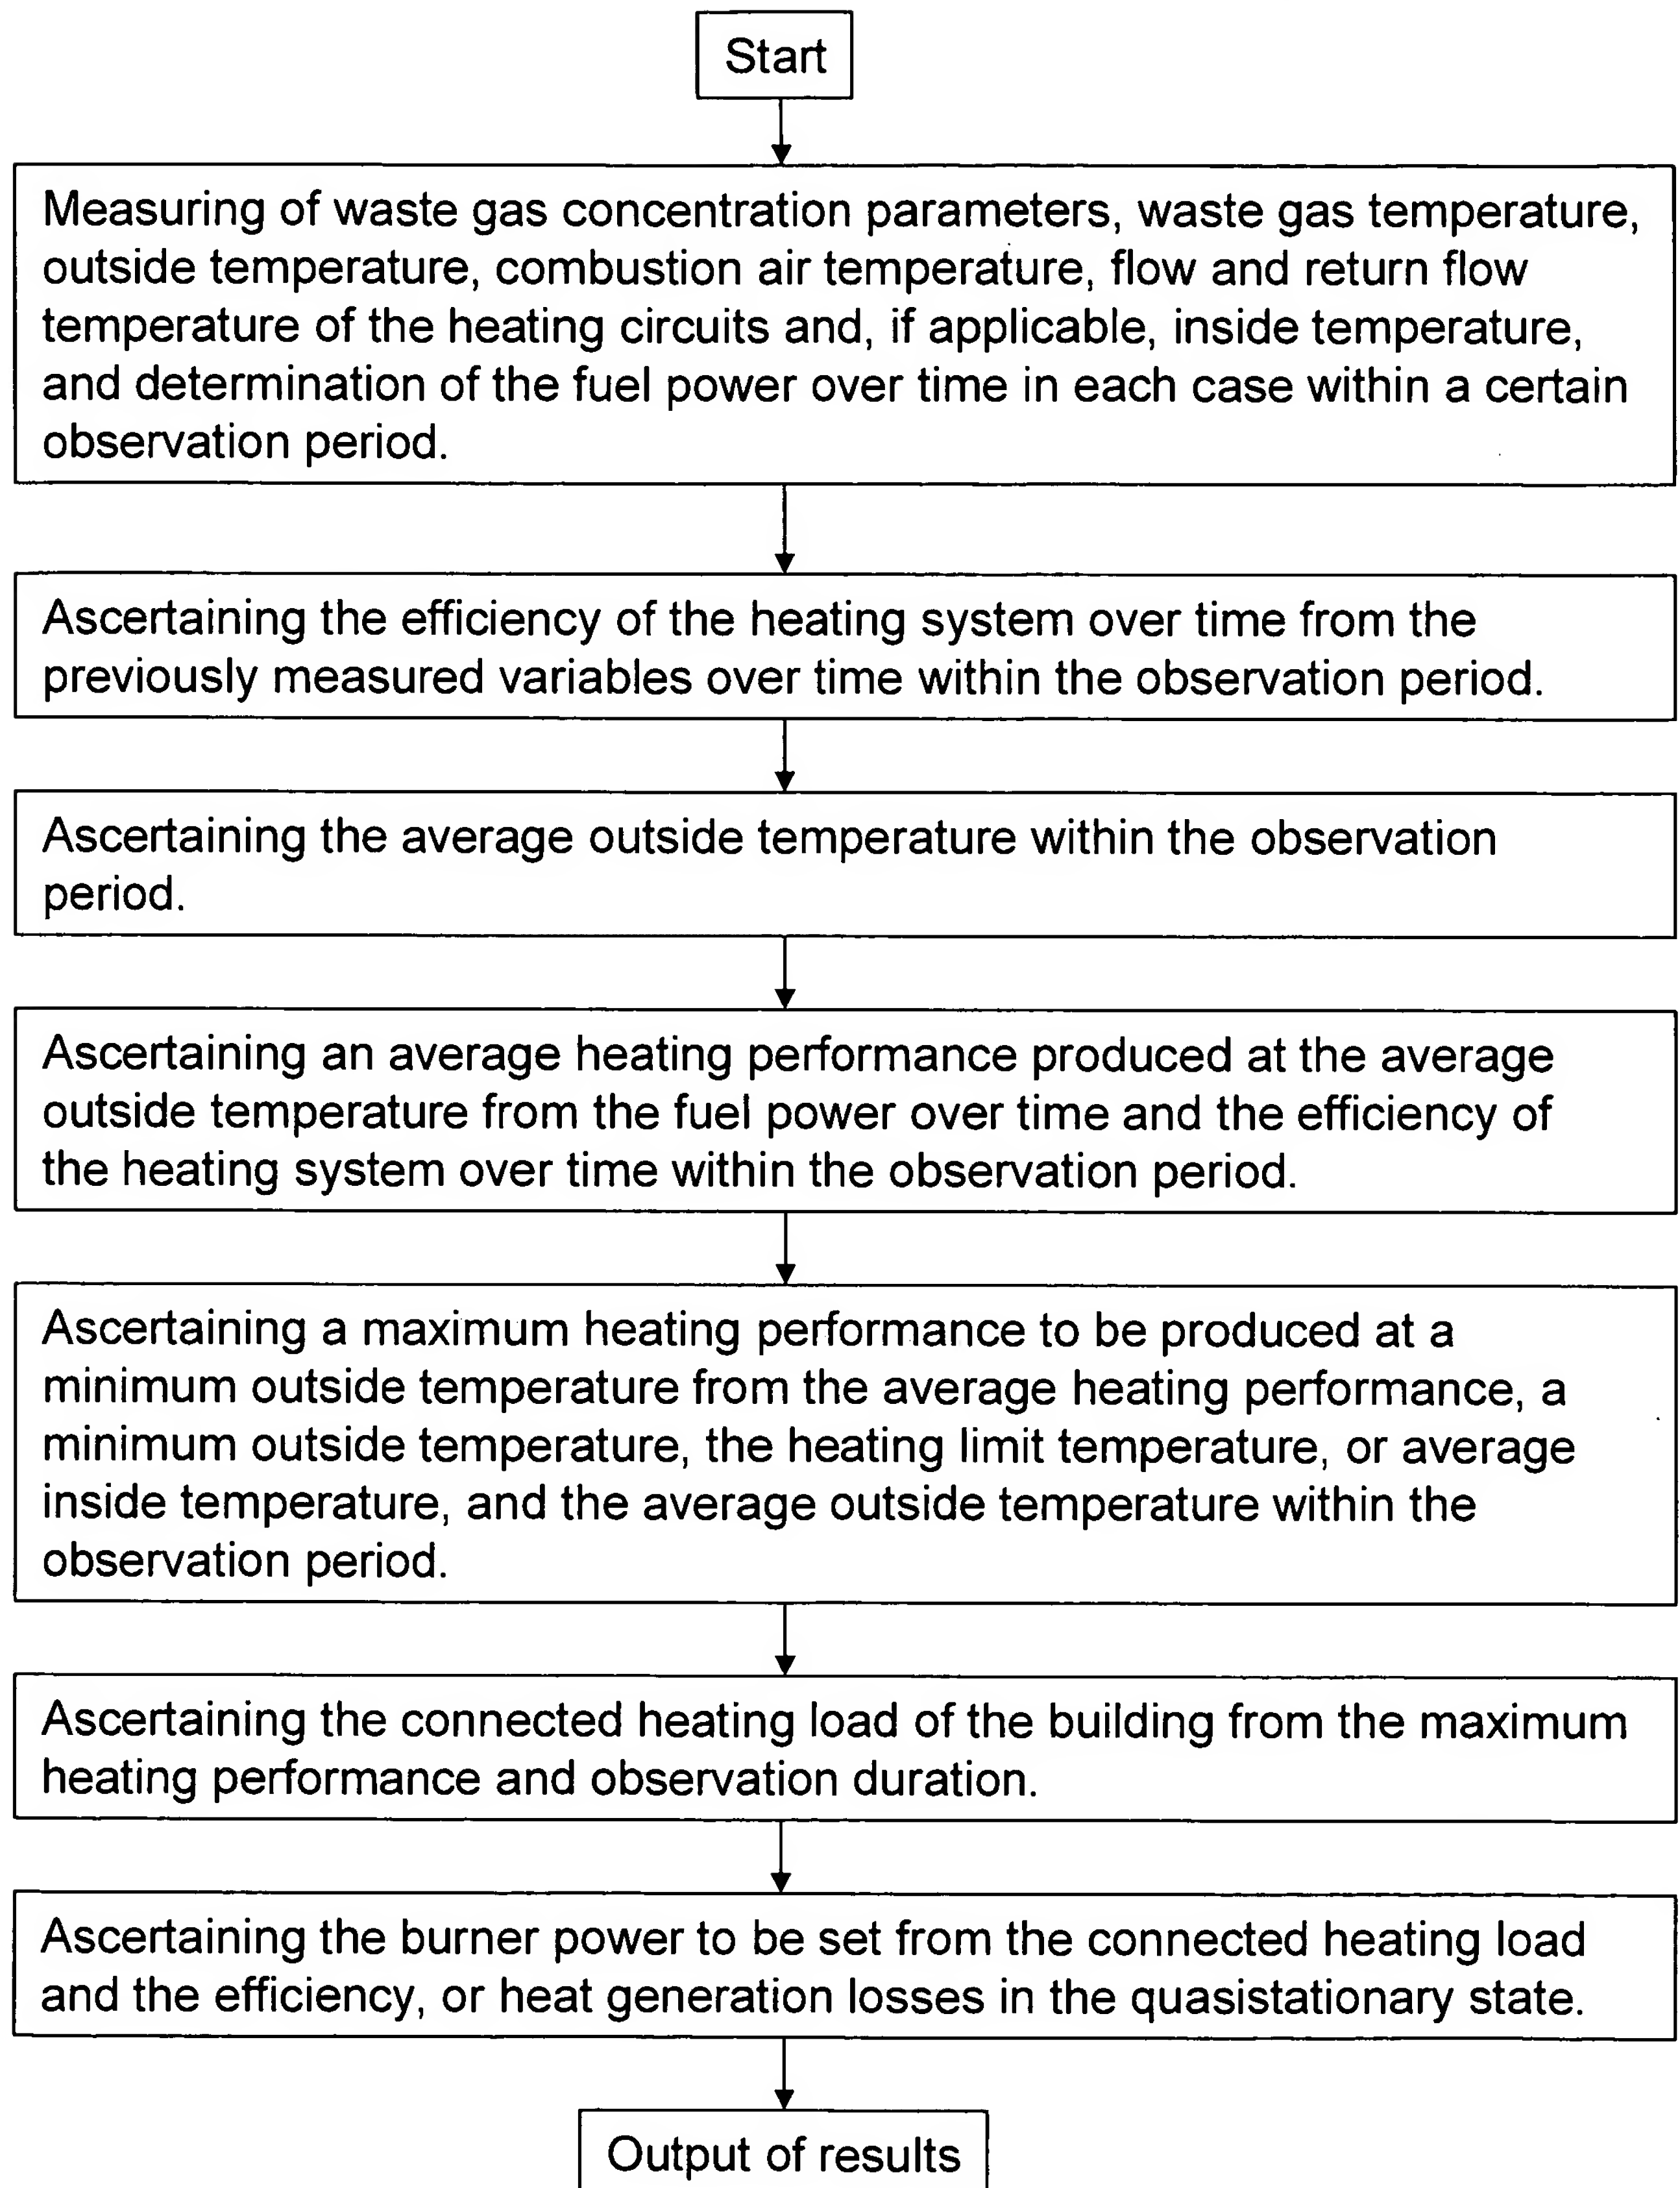 Start
Measuring of waste gas concentration parameters, waste gas temperature,
outside temperature, combustion air temperature, flow and return flow
temperature of the heating circuits and, if applicable, inside temperature,
and determination of the fuel power over time in each case within a certain
observation period.
Ascertaining the efficiency of the heating system over time from the
previously measured variables over time within the observation period.
Ascertaining the average outside temperature within the observation
period.
Ascertaining an average heating performance produced at the average
outside temperature from the fuel power over time and the efficiency of
the heating system over time within the observation period.
Ascertaining a maximum heating performance to be produced at a
minimum outside temperature from the average heating performance, a
minimum outside temperature, the heating limit temperature, or average
inside temperature, and the average outside temperature within the
observation period.
Ascertaining the connected heating load of the building from the maximum
heating performance and observation duration.
Ascertaining the burner power to be set from the connected heating load
and the efficiency, or heat generation losses in the quasistationary state.
Output of results